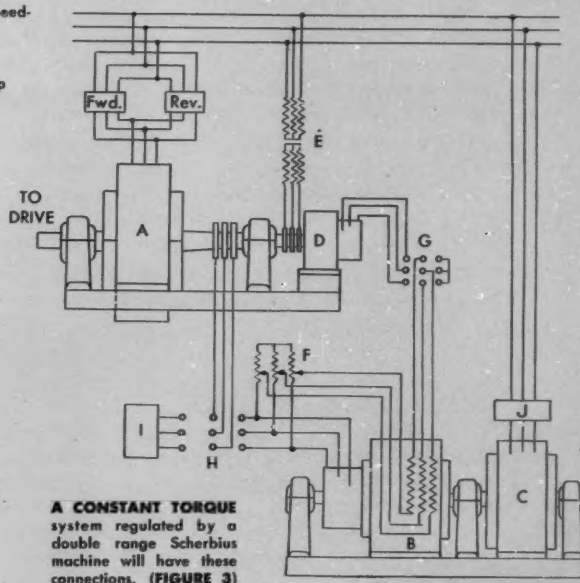 eed-
p
Fwd.
Rev.
E
TO
DRIVE
A
D
G
F
I
H
J
B
C
A CONSTANT TORQUE
system regulated by a
double range Scherbius
machine will have these
connections. (FIGURE 3)